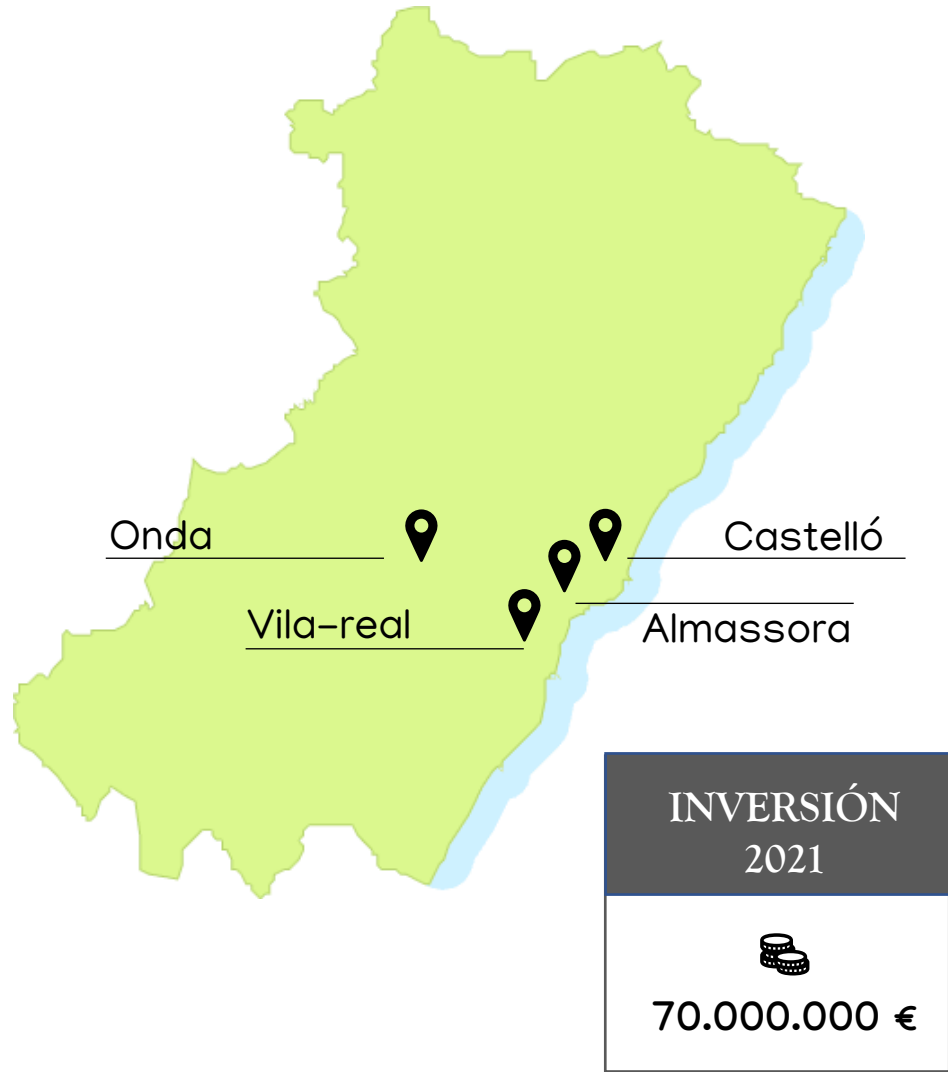 Onda
Castelló
Vila-real
Almassora
INVERSIÓN
2021
70.000.000 €